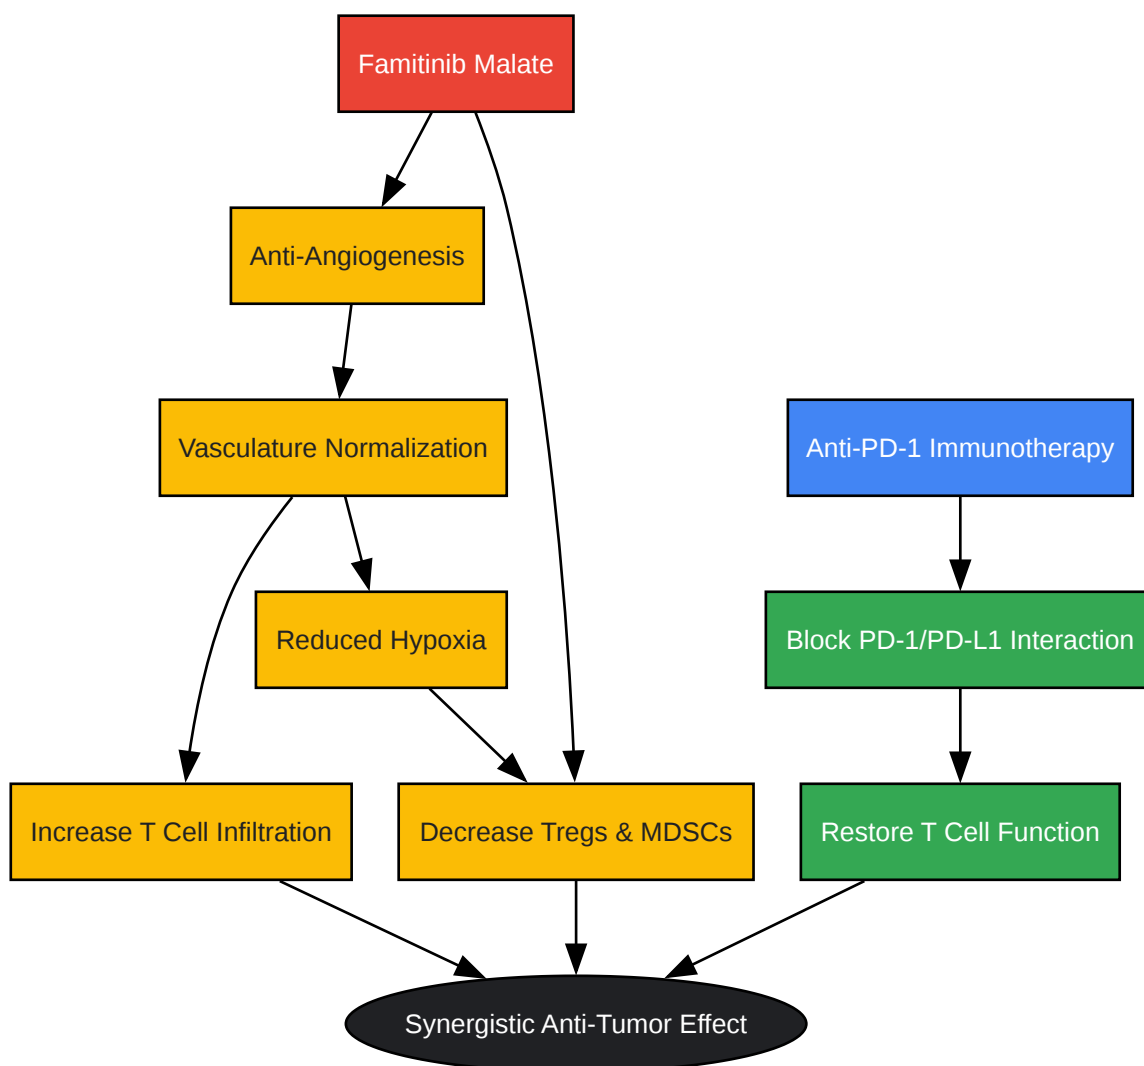 Famitinib Malate
Anti-Angiogenesis
Vasculature Normalization
Anti-PD-1 Immunotherapy
Reduced Hypoxia
Block PD-1/PD-L1 Interaction
Increase T Cell Infiltration
Decrease Tregs & MDSCs
Restore T Cell Function
Synergistic Anti-Tumor Effect